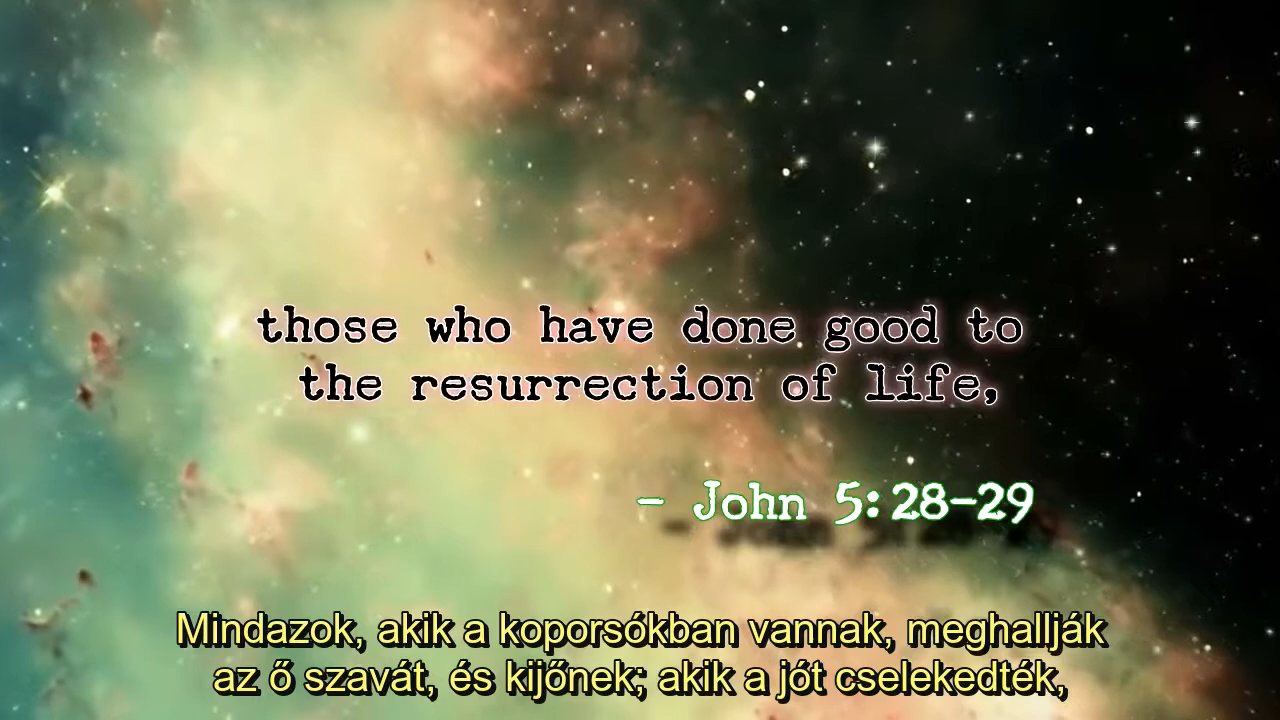 those who have done good to
the resurrection of life,
- John 5:28-29
Mindazok, akik a koporsókban vannak, meghallják
az ő szavát, és kijőnek; akik a jót cselekedték,